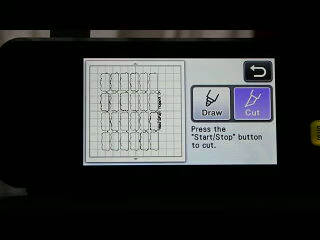 Draw
Cut
Press the
"Start/Stop" button
to cut.